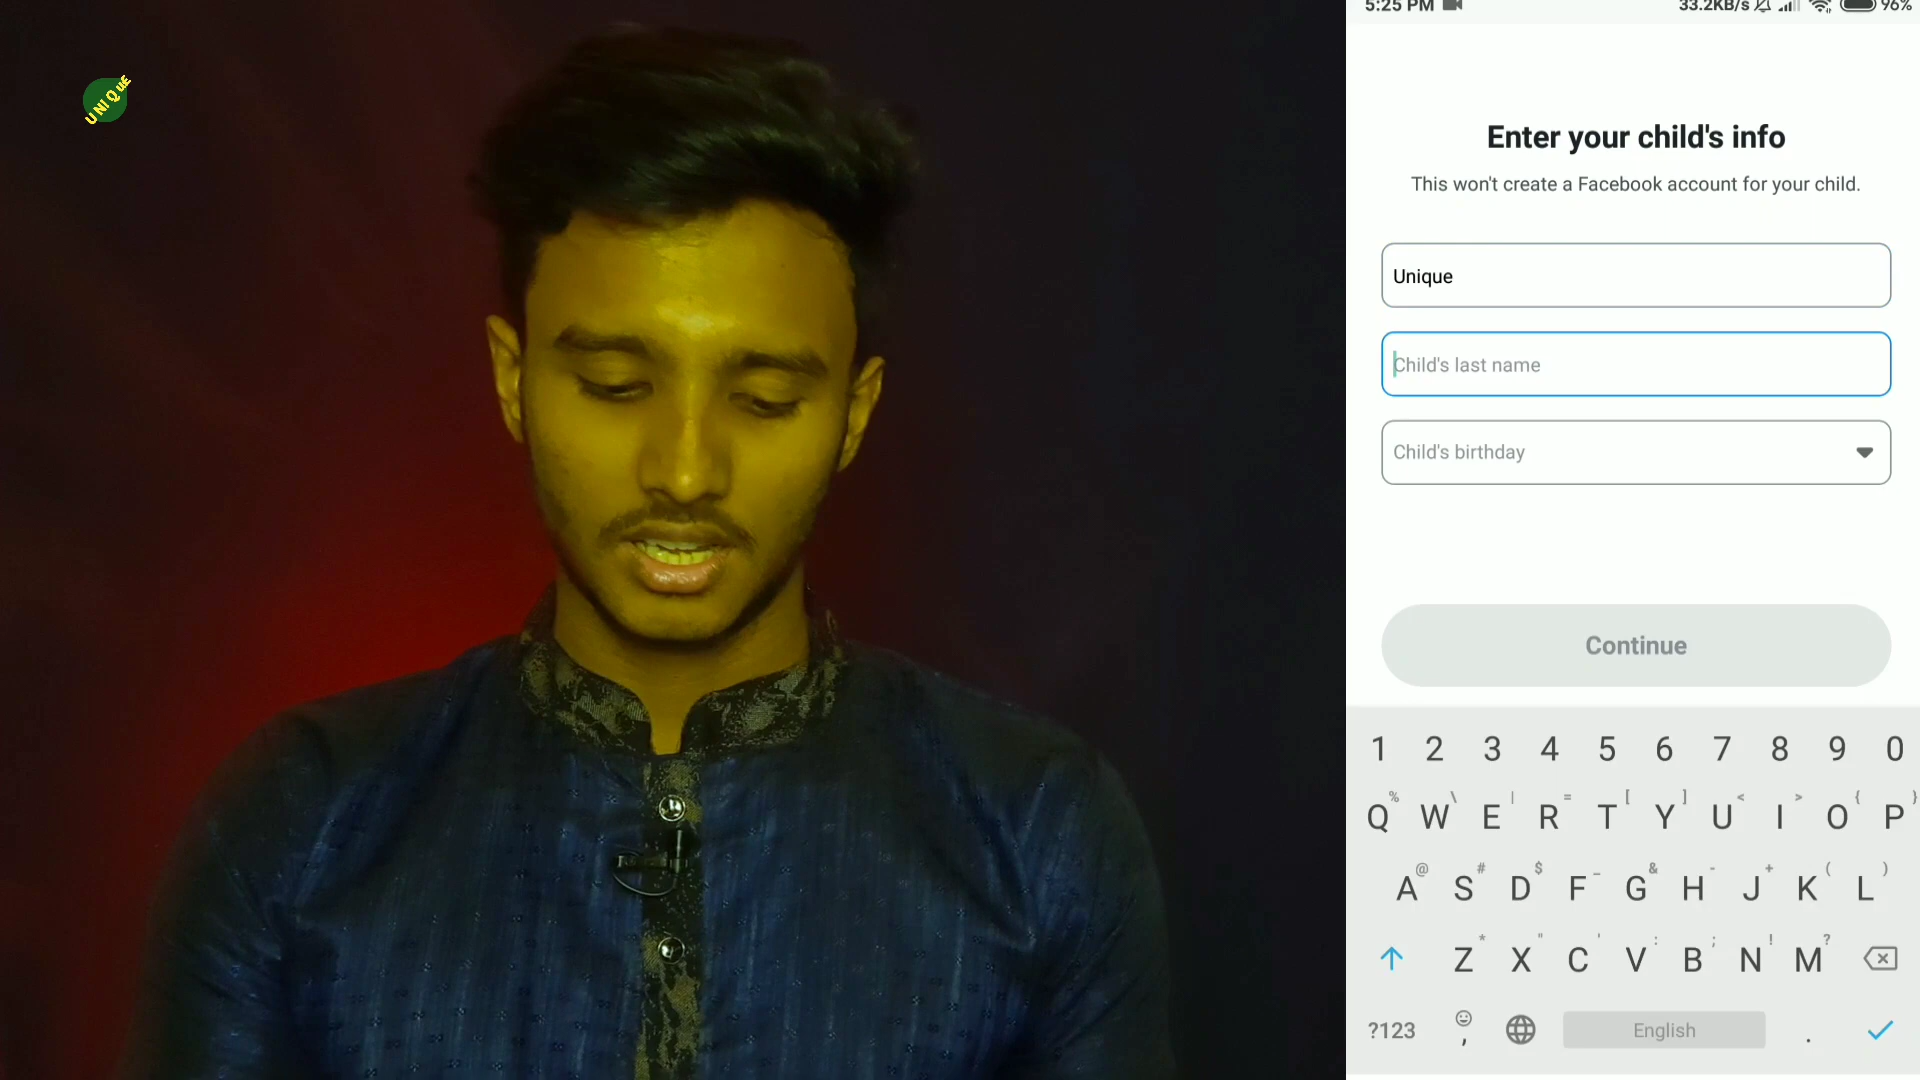 UNIQuE
5:25 PM
33.2KB/s
96%
Enter your child's info
This won't create a Facebook account for your child.
Unique
Child's last name
Child's birthday
Continue
1 2 3 4 5 6 7 8 9 0
% \ | = [ ] < > { }
Q W E R T Y U I O P
@ # $ _ & - + ( )
A S D F G H J K L
* " ' : ; ! ?
Z X C V B N M
?123 , English .